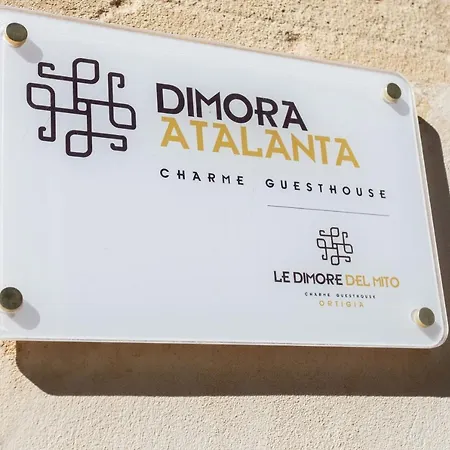 DIMORA
ATALANTA
CHARME GUESTHOUSE
LE DIMORE DEL MITO
CHARME GUESTHOUSE
ORTIGIA